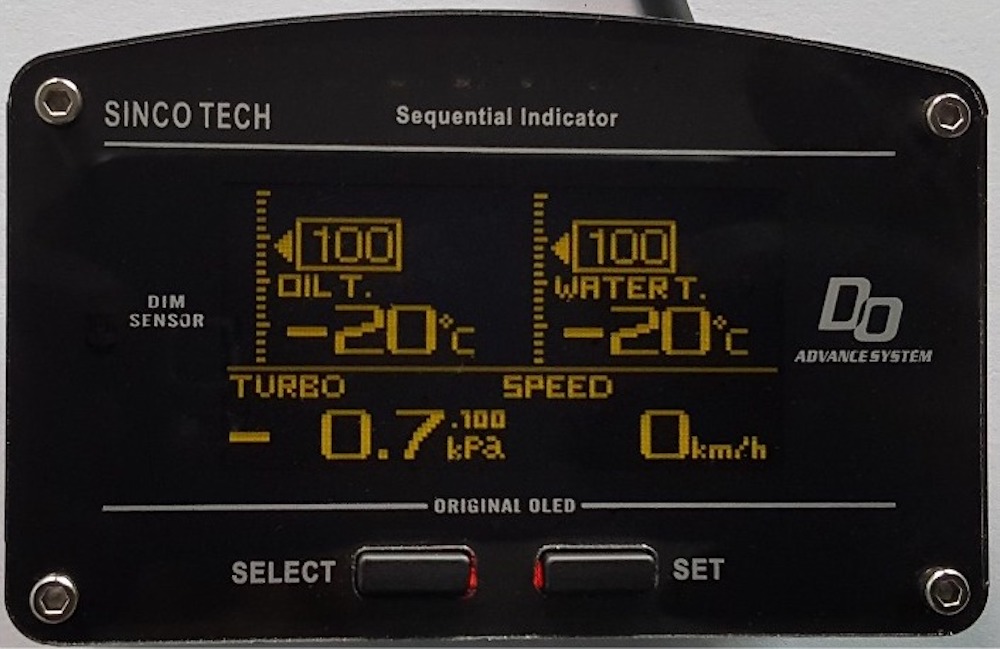 SINCO TECH
Sequential Indicator
100
100
OIL T.
WATER T.
DIM
SENSOR
-20°C
-20°C
DO
ADVANCE SYSTEM
TURBO
SPEED
- 0.7 .100 kPa
0 km/h
ORIGINAL OLED
SELECT
SET